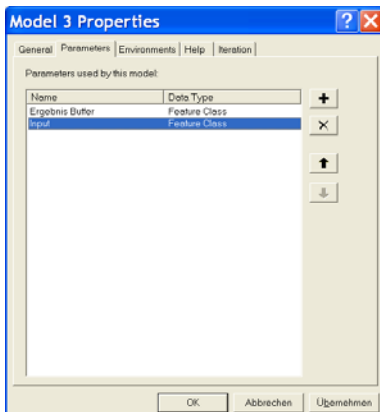 Model 3 Properties
General Parameters Environments Help Iteration
Parameters used by this model:
Name Data Type
Ergebnis Buffer Feature Class
Input Feature Class
OK Abbrechen Übernehmen